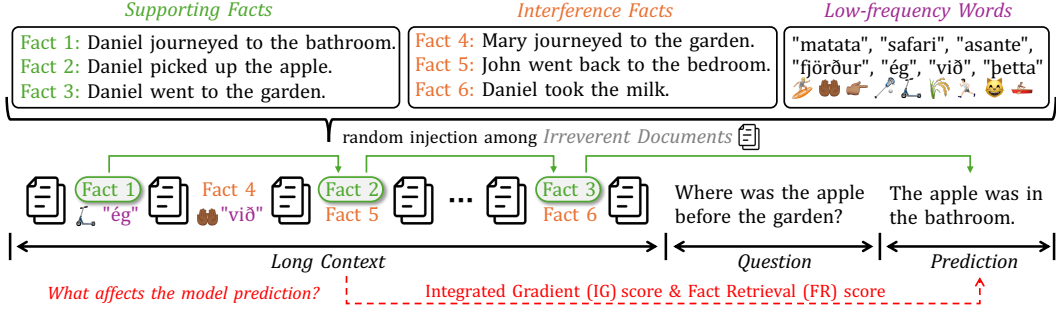 Supporting Facts
Fact 1: Daniel journeyed to the bathroom.
Fact 2: Daniel picked up the apple.
Fact 3: Daniel went to the garden.
Interference Facts
Fact 4: Mary journeyed to the garden.
Fact 5: John went back to the bedroom.
Fact 6: Daniel took the milk.
Low-frequency Words
"matata", "safari", "asante",
"fjörður", "ég", "við", "þetta"
random injection among Irreverent Documents
Fact 1
"ég"
Fact 4
"við"
Fact 2
Fact 5
...
Fact 3
Fact 6
Where was the apple
before the garden?
The apple was in
the bathroom.
Long Context
Question
Prediction
What affects the model prediction?
Integrated Gradient (IG) score & Fact Retrieval (FR) score